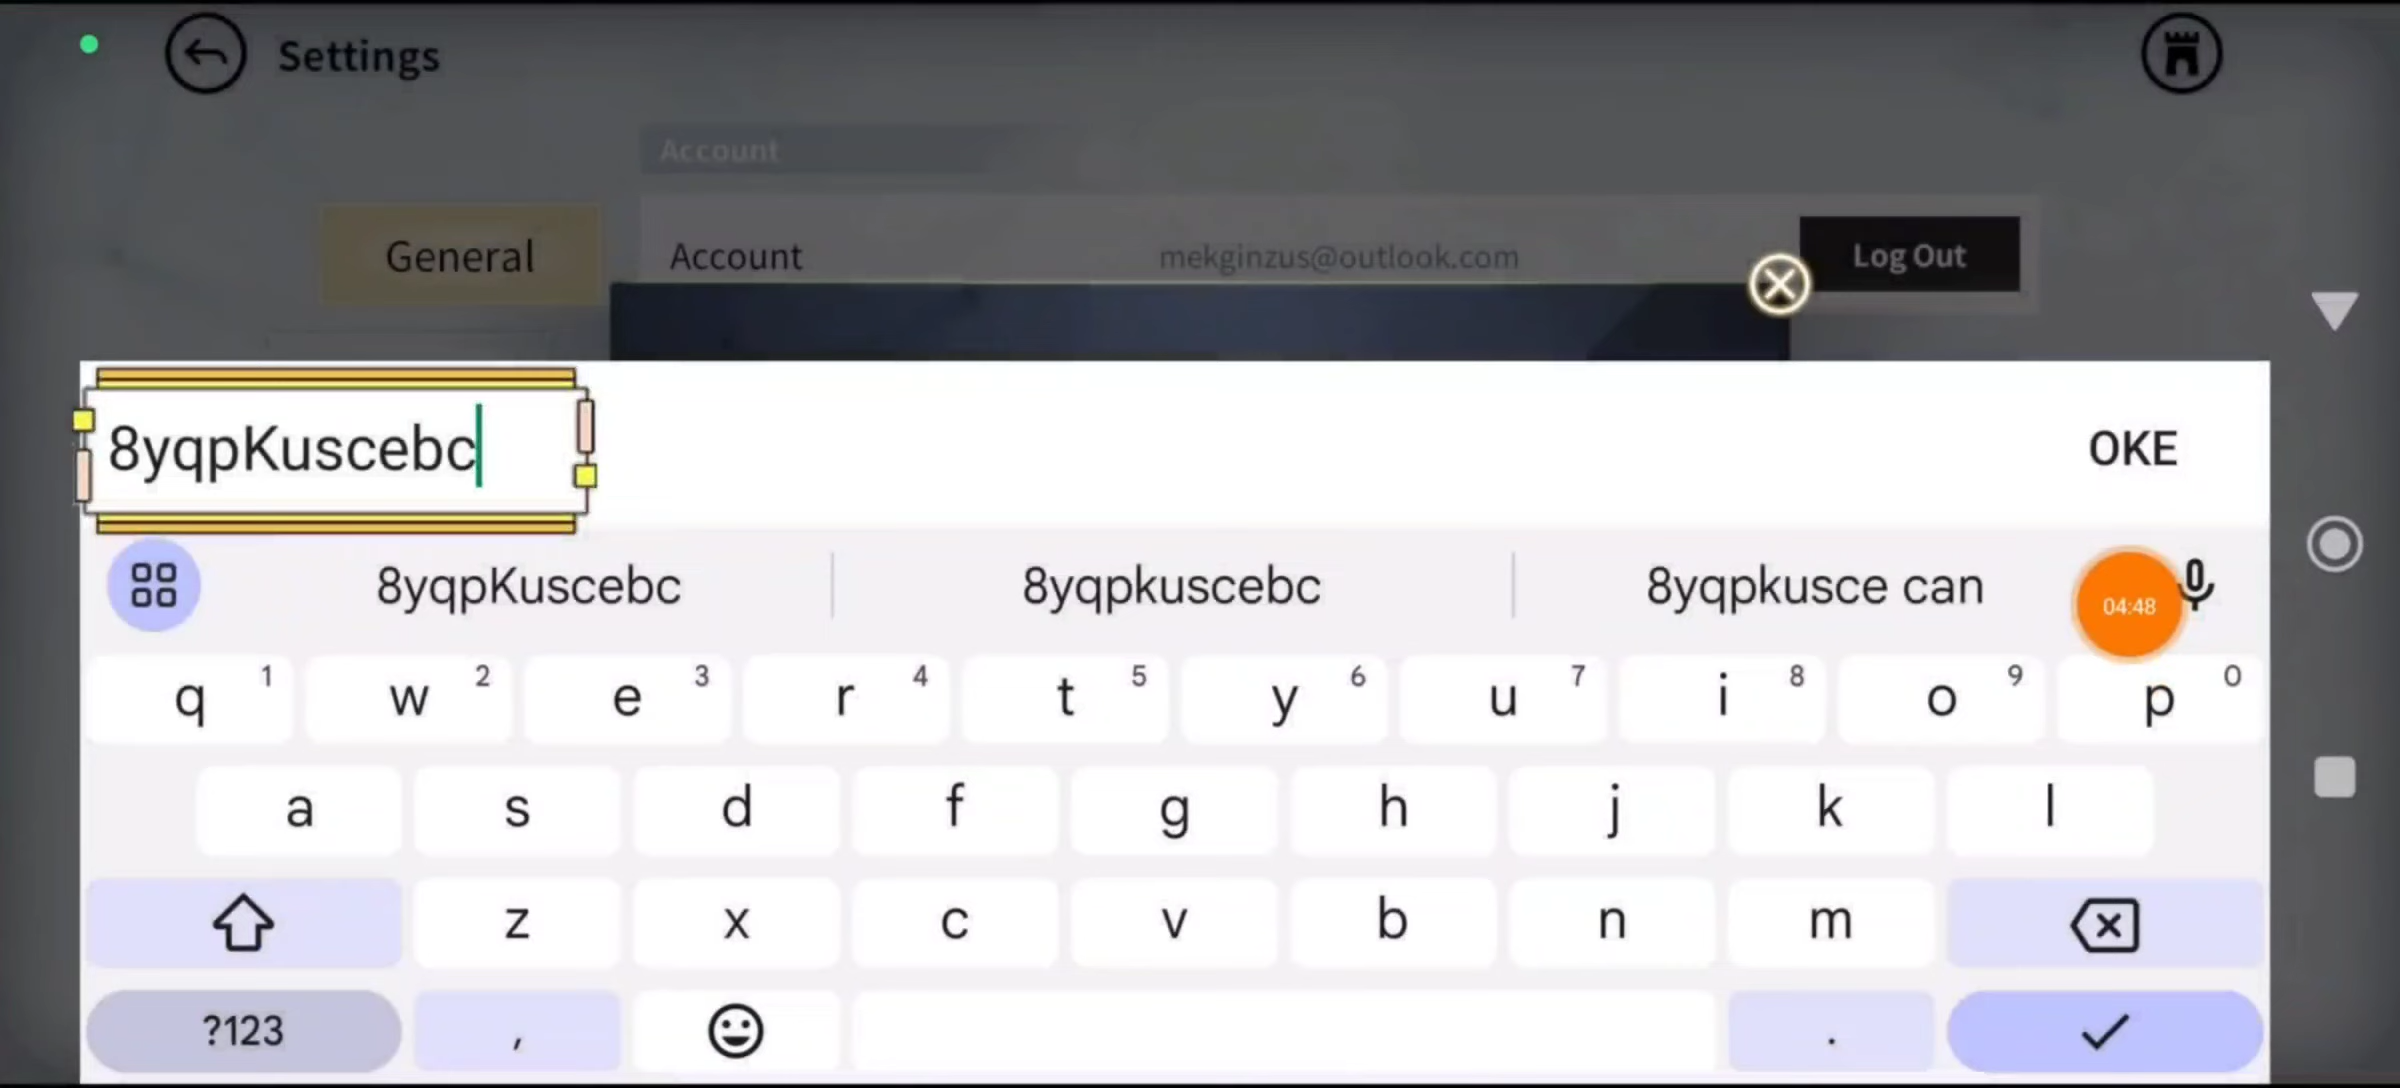 Settings
Account
General
Account mekginzus@outlook.com Log Out
8yqpKuscebc OKE
8yqpKuscebc 8yqpkuscebc 8yqpkusce can 04:48
q 1 w 2 e 3 r 4 t 5 y 6 u 7 i 8 o 9 p 0
a s d f g h j k l
z x c v b n m
?123 , .